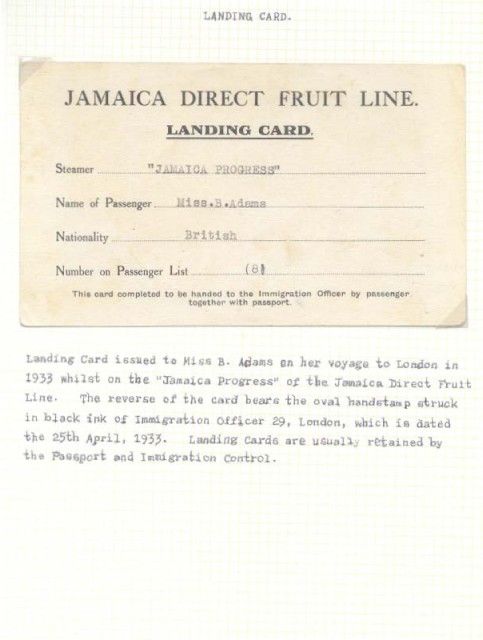 LANDING CARD.
JAMAICA DIRECT FRUIT LINE.
LANDING CARD.
Steamer "JAMAICA PROGRESS"
Name of Passenger Miss.B.Adams
Nationality British
Number on Passenger List (8)
This card completed to be handed to the Immigration Officer by passenger
together with passport.
Landing Card issued to Miss B. Adams on her voyage to London in
1933 whilst on the "Jamaica Progress" of the Jamaica Direct Fruit
Line. The reverse of the card bears the oval handstamp struck
in black ink of Immigration Officer 29, London, which is dated
the 25th April, 1933. Landing Cards are usually retained by
the Passport and Immigration Control.